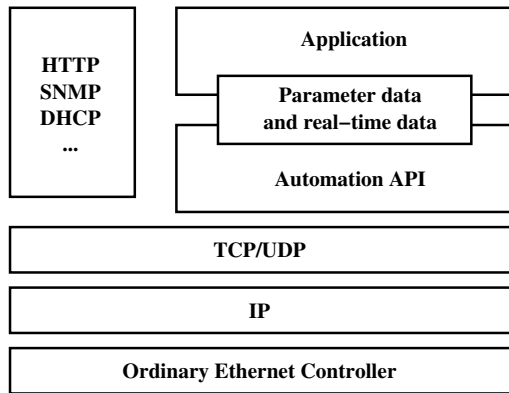 HTTP
SNMP
DHCP
...
Application
Parameter data
and real−time data
Automation API
TCP/UDP
IP
Ordinary Ethernet Controller